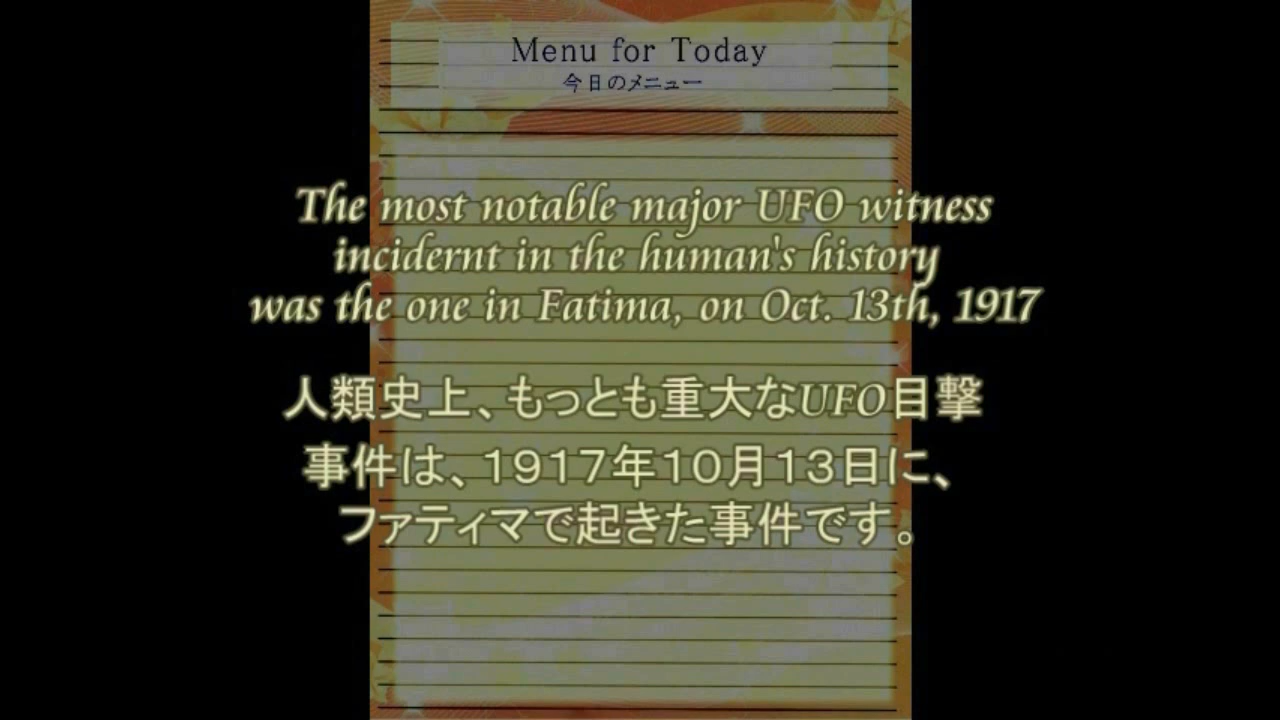 Menu for Today
今日のメニュー
The most notable major UFO witness
incidernt in the human's history
was the one in Fatima, on Oct. 13th, 1917
人類史上、もっとも重大なUFO目撃
事件は、１９１７年１０月１３日に、
ファティマで起きた事件です。